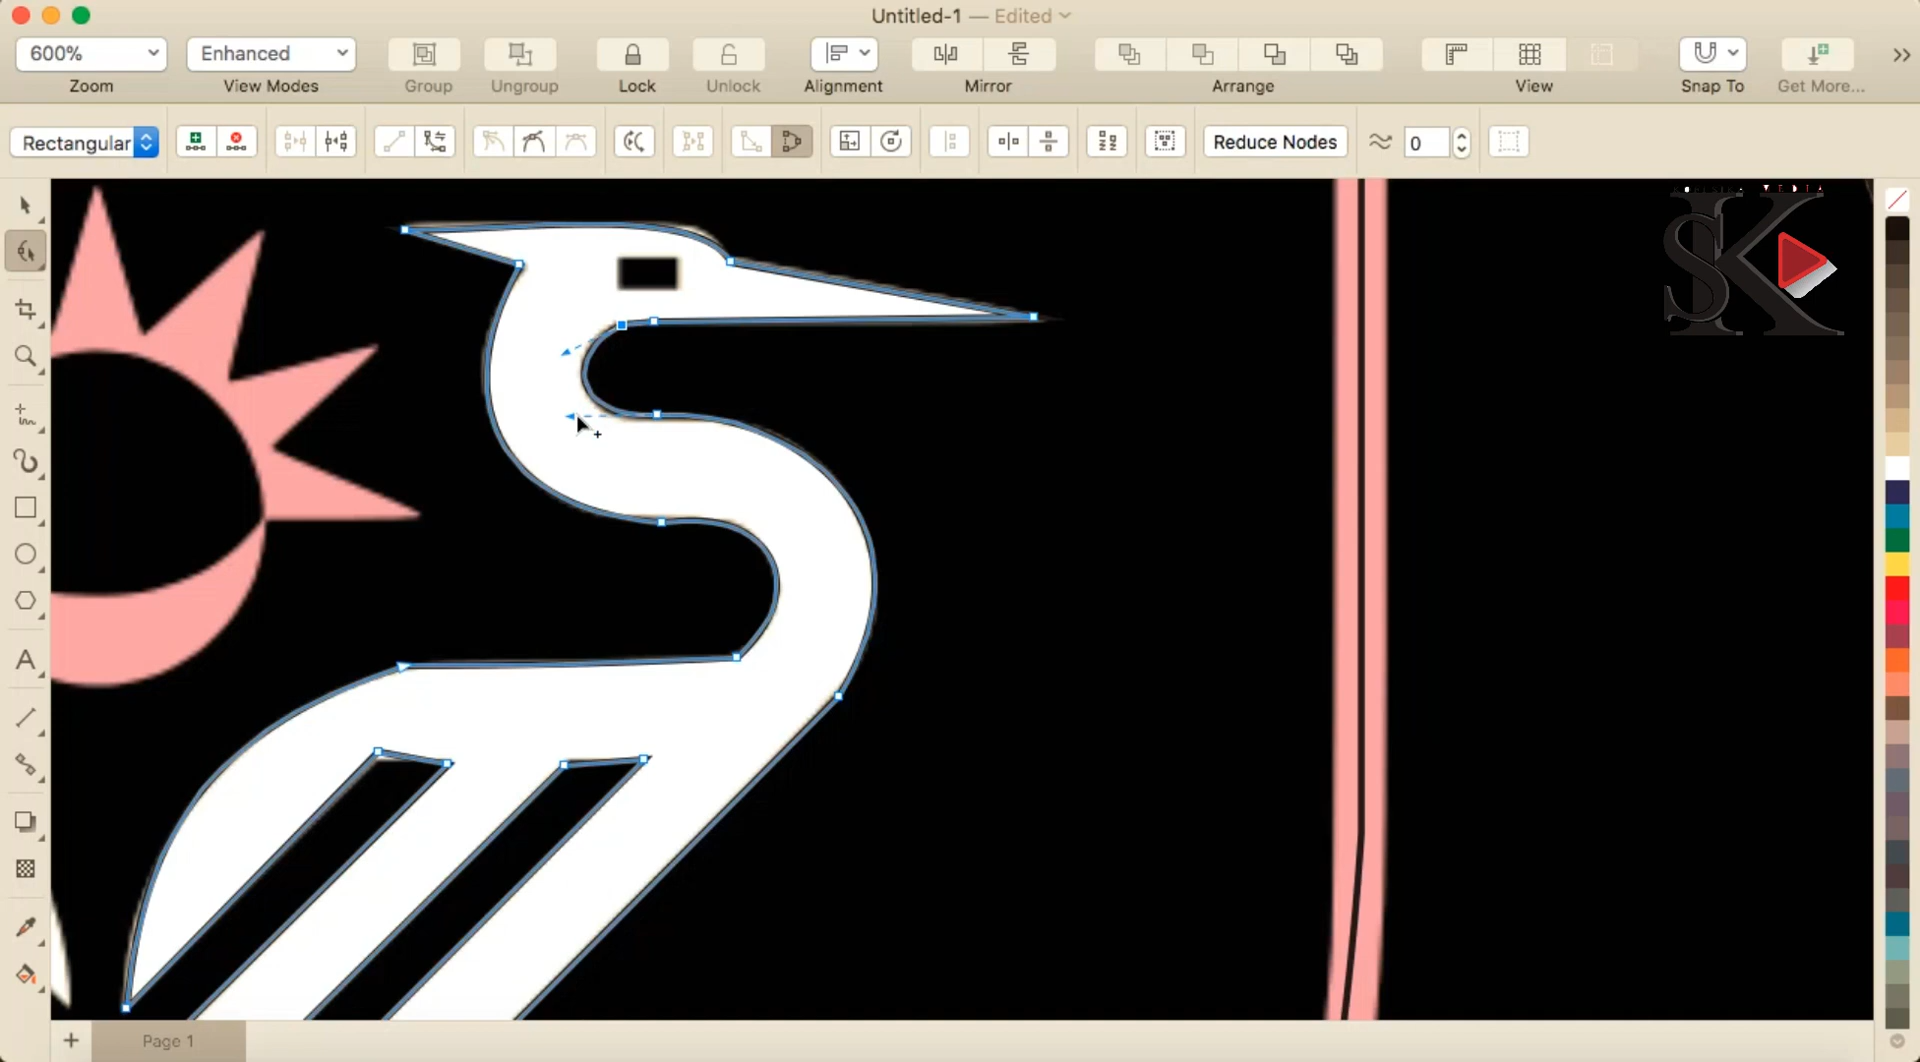 Untitled-1 — Edited
600%
Enhanced
Zoom
View Modes
Group
Ungroup
Lock
Unlock
Alignment
Mirror
Arrange
View
Snap To
Get More...
Rectangular
Reduce Nodes
0
SK
Page 1